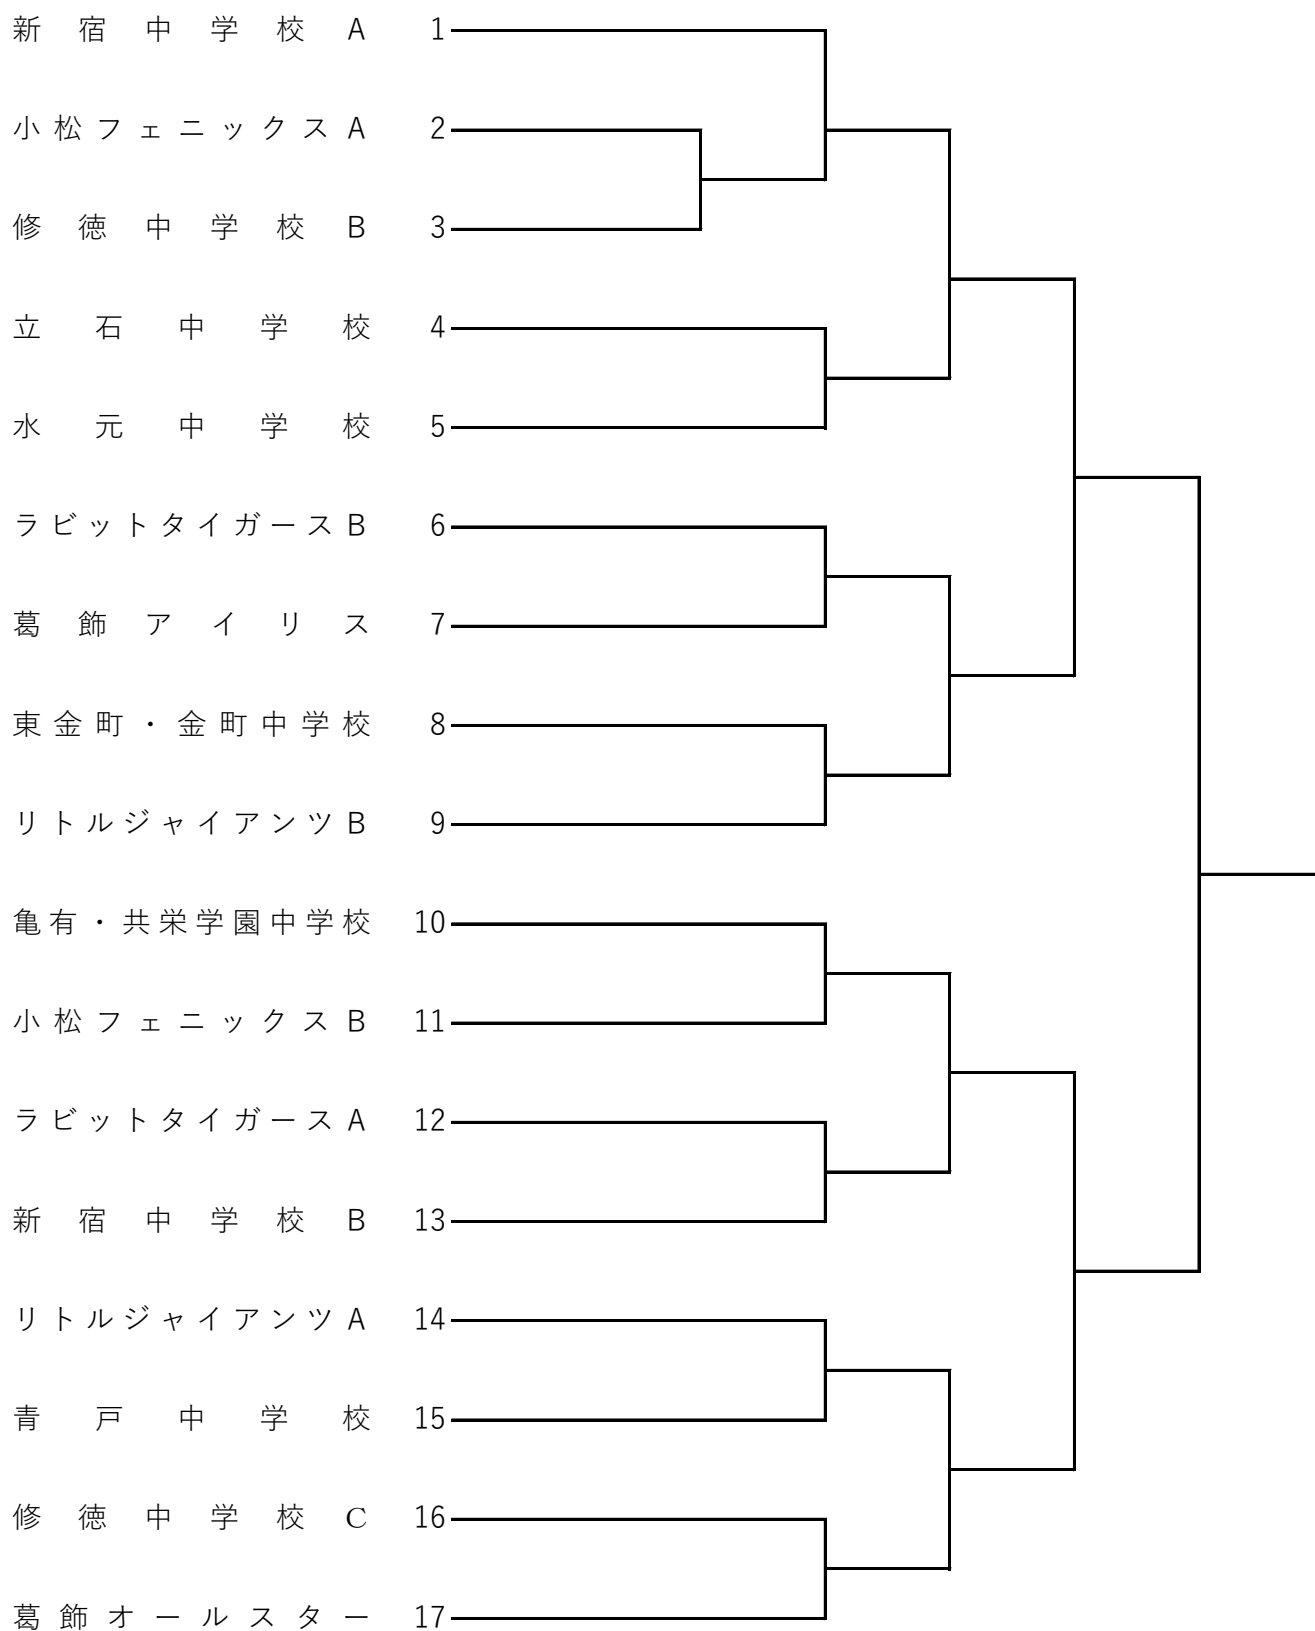 新宿中学校A 1
小松フェニックスA 2
修徳中学校B 3
立石中学校 4
水元中学校 5
ラビットタイガースB 6
葛飾アイリス 7
東金町・金町中学校 8
リトルジャイアンツB 9
亀有・共栄学園中学校 10
小松フェニックスB 11
ラビットタイガースA 12
新宿中学校B 13
リトルジャイアンツA 14
青戸中学校 15
修徳中学校C 16
葛飾オールスター 17